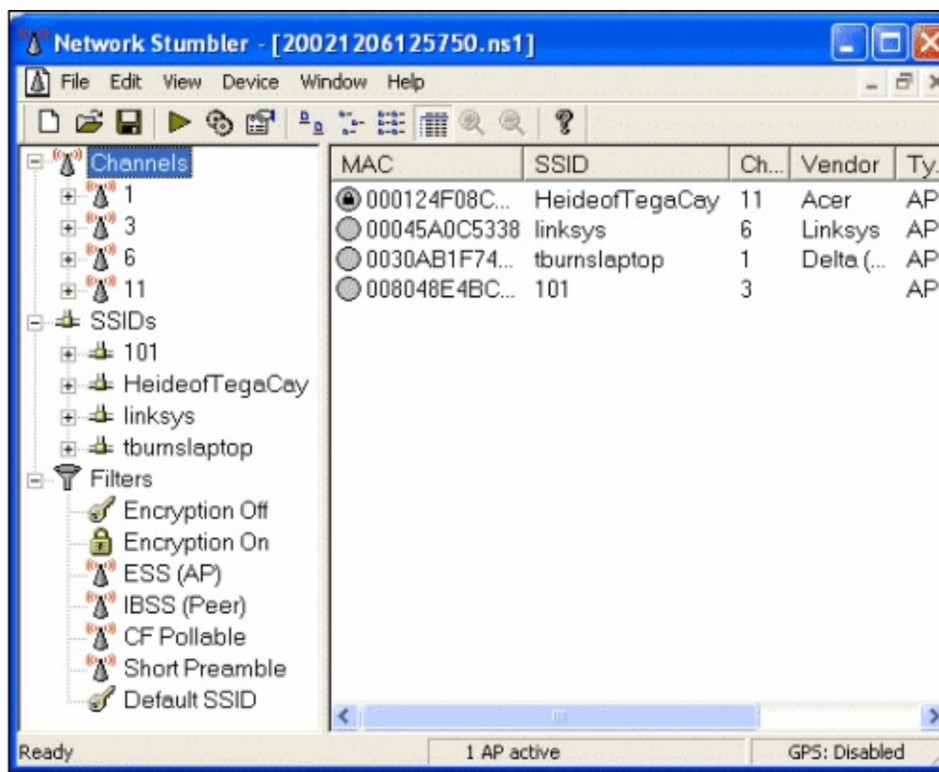 Network Stumbler - [20021206125750.ns1]
File Edit View Device Window Help
Channels
1
3
6
11
SSIDs
101
HeideofTegaCay
linksys
tburnslaptop
Filters
Encryption Off
Encryption On
ESS (AP)
IBSS (Peer)
CF Pollable
Short Preamble
Default SSID
MAC SSID Ch... Vendor Ty...
000124F08C... HeideofTegaCay 11 Acer AP
00045A0C5338 linksys 6 Linksys AP
0030AB1F74... tburnslaptop 1 Delta (... AP
008048E4BC... 101 3 AP
Ready 1 AP active GPS: Disabled